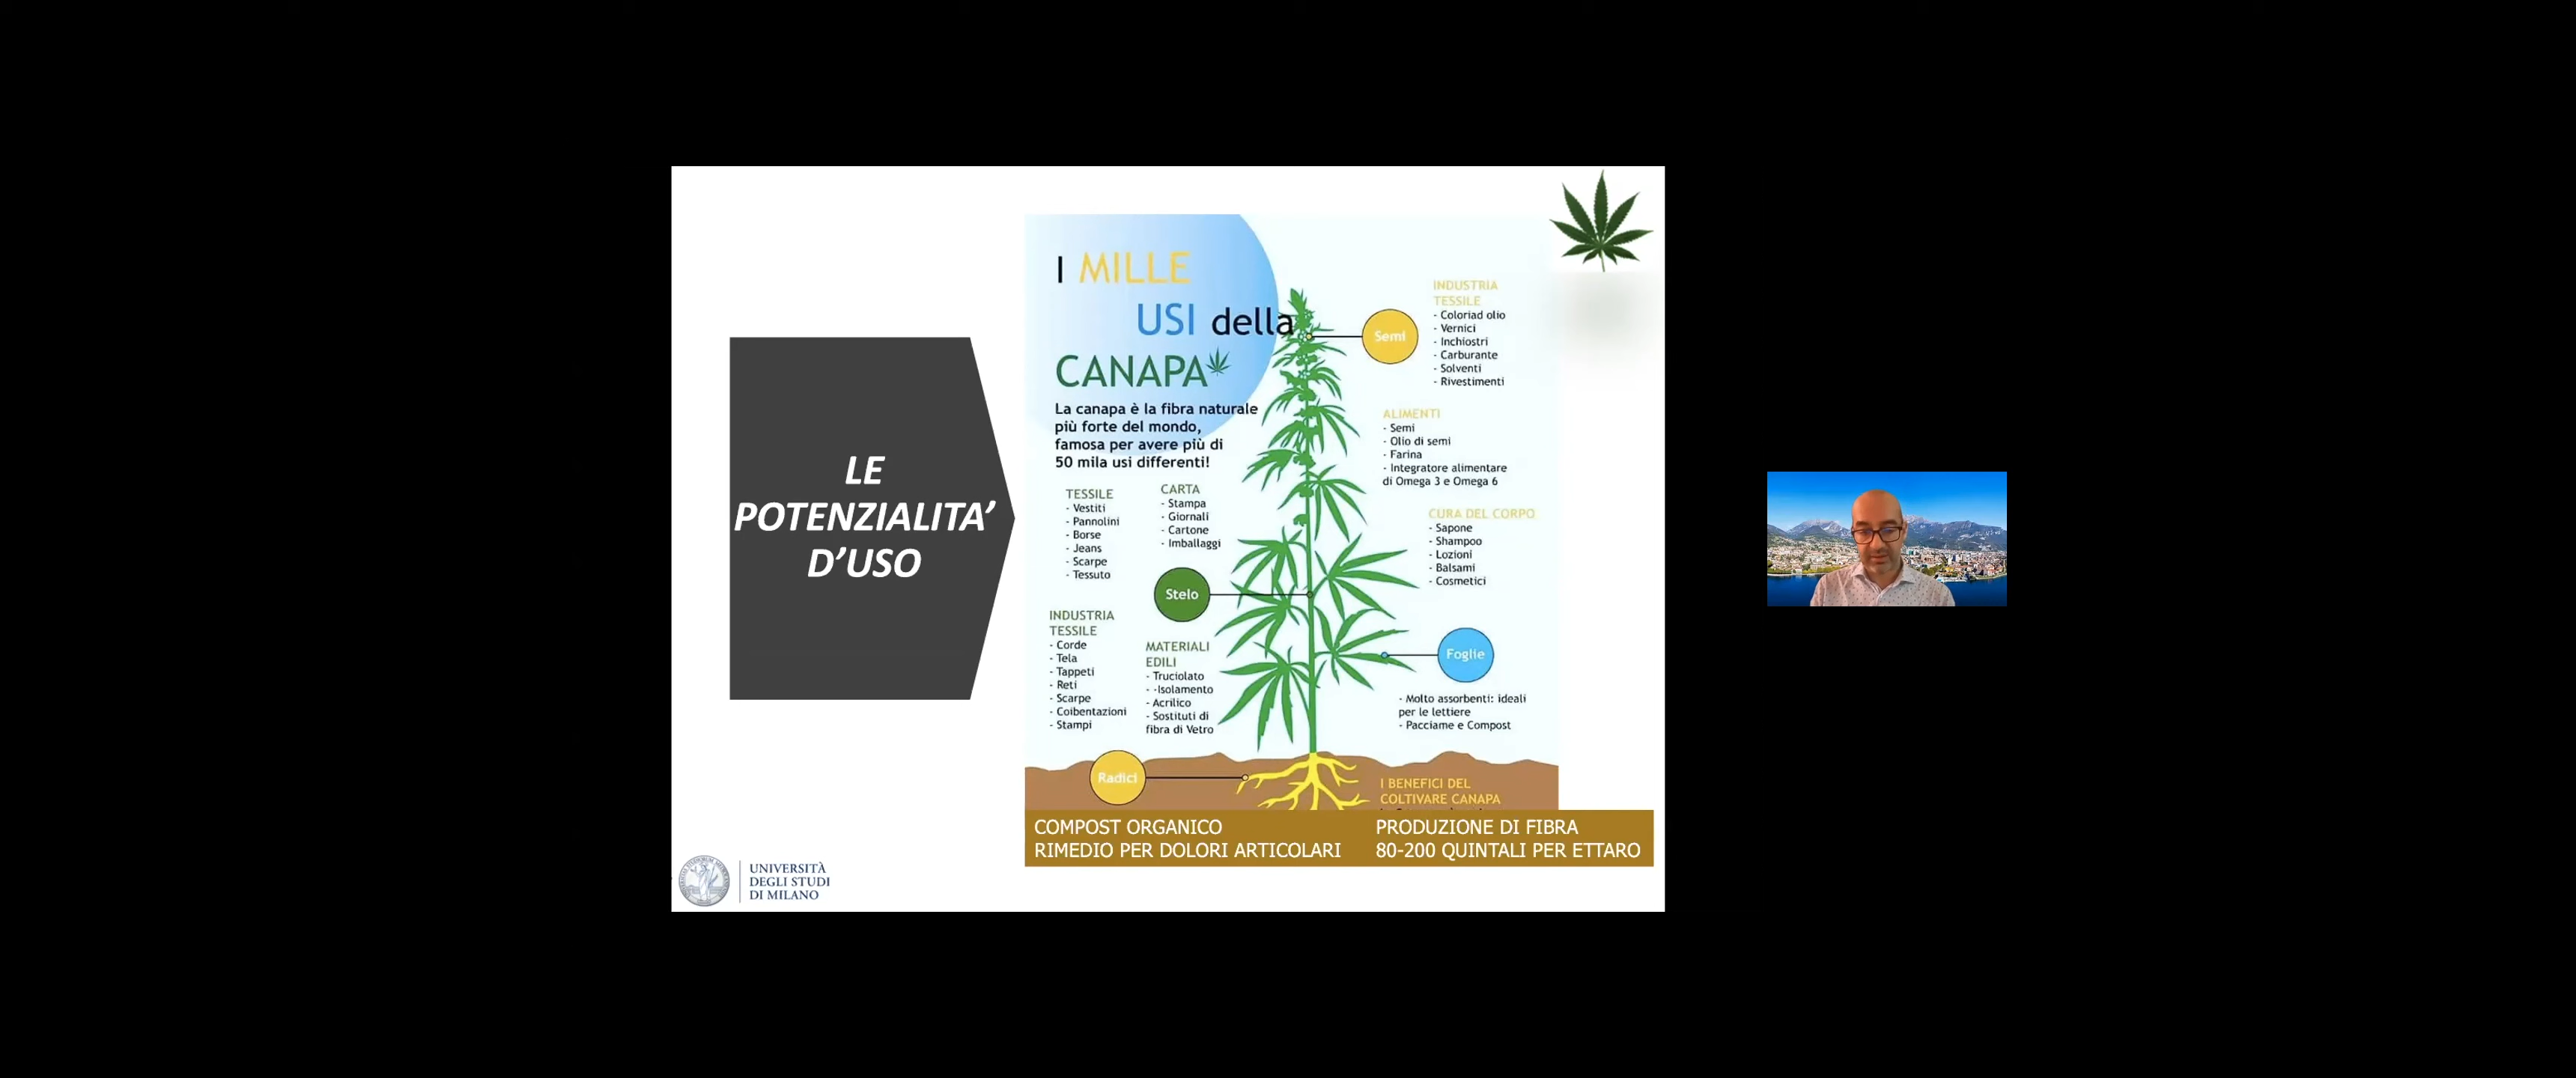 LE
POTENZIALITA’
D’USO
I MILLE
USI della
CANAPA
La canapa è la fibra naturale
più forte del mondo,
famosa per avere più di
50 mila usi differenti!
TESSILE
- Vestiti
- Pannolini
- Borse
- Jeans
- Scarpe
- Tessuto
CARTA
- Stampa
- Giornali
- Cartone
- Imballaggi
Stelo
INDUSTRIA
TESSILE
- Corde
- Tela
- Tappeti
- Reti
- Scarpe
- Coibentazioni
- Stampi
MATERIALI
EDILI
- Truciolato
- -Isolamento
- Acrilico
- Sostituti di
fibra di Vetro
Semi
INDUSTRIA
TESSILE
- Coloriad olio
- Vernici
- Inchiostri
- Carburante
- Solventi
- Rivestimenti
ALIMENTI
- Semi
- Olio di semi
- Farina
- Integratore alimentare
di Omega 3 e Omega 6
CURA DEL CORPO
- Sapone
- Shampoo
- Lozioni
- Balsami
- Cosmetici
Foglie
- Molto assorbenti: ideali
per le lettiere
- Pacciame e Compost
Radici
I BENEFICI DEL
COLTIVARE CANAPA
COMPOST ORGANICO
RIMEDIO PER DOLORI ARTICOLARI
PRODUZIONE DI FIBRA
80-200 QUINTALI PER ETTARO
UNIVERSITÀ
DEGLI STUDI
DI MILANO